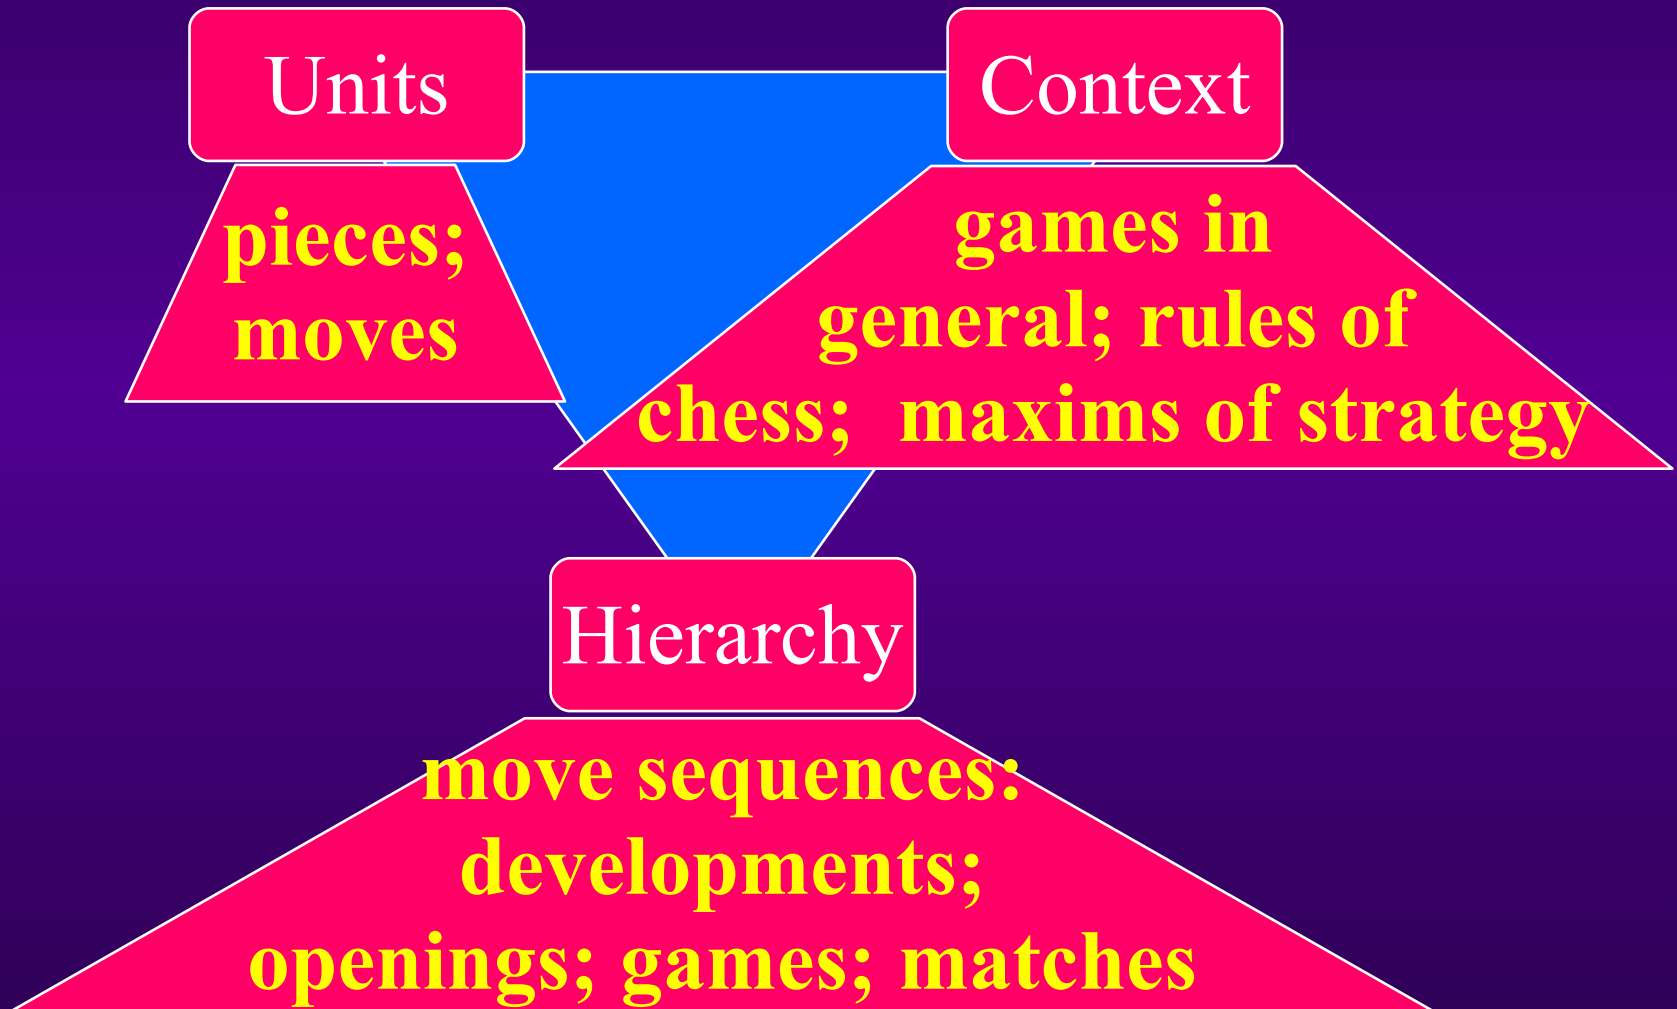 Units
pieces;
moves
Context
games in
general; rules of
chess;  maxims of strategy
Hierarchy
move sequences:
developments;
openings; games; matches